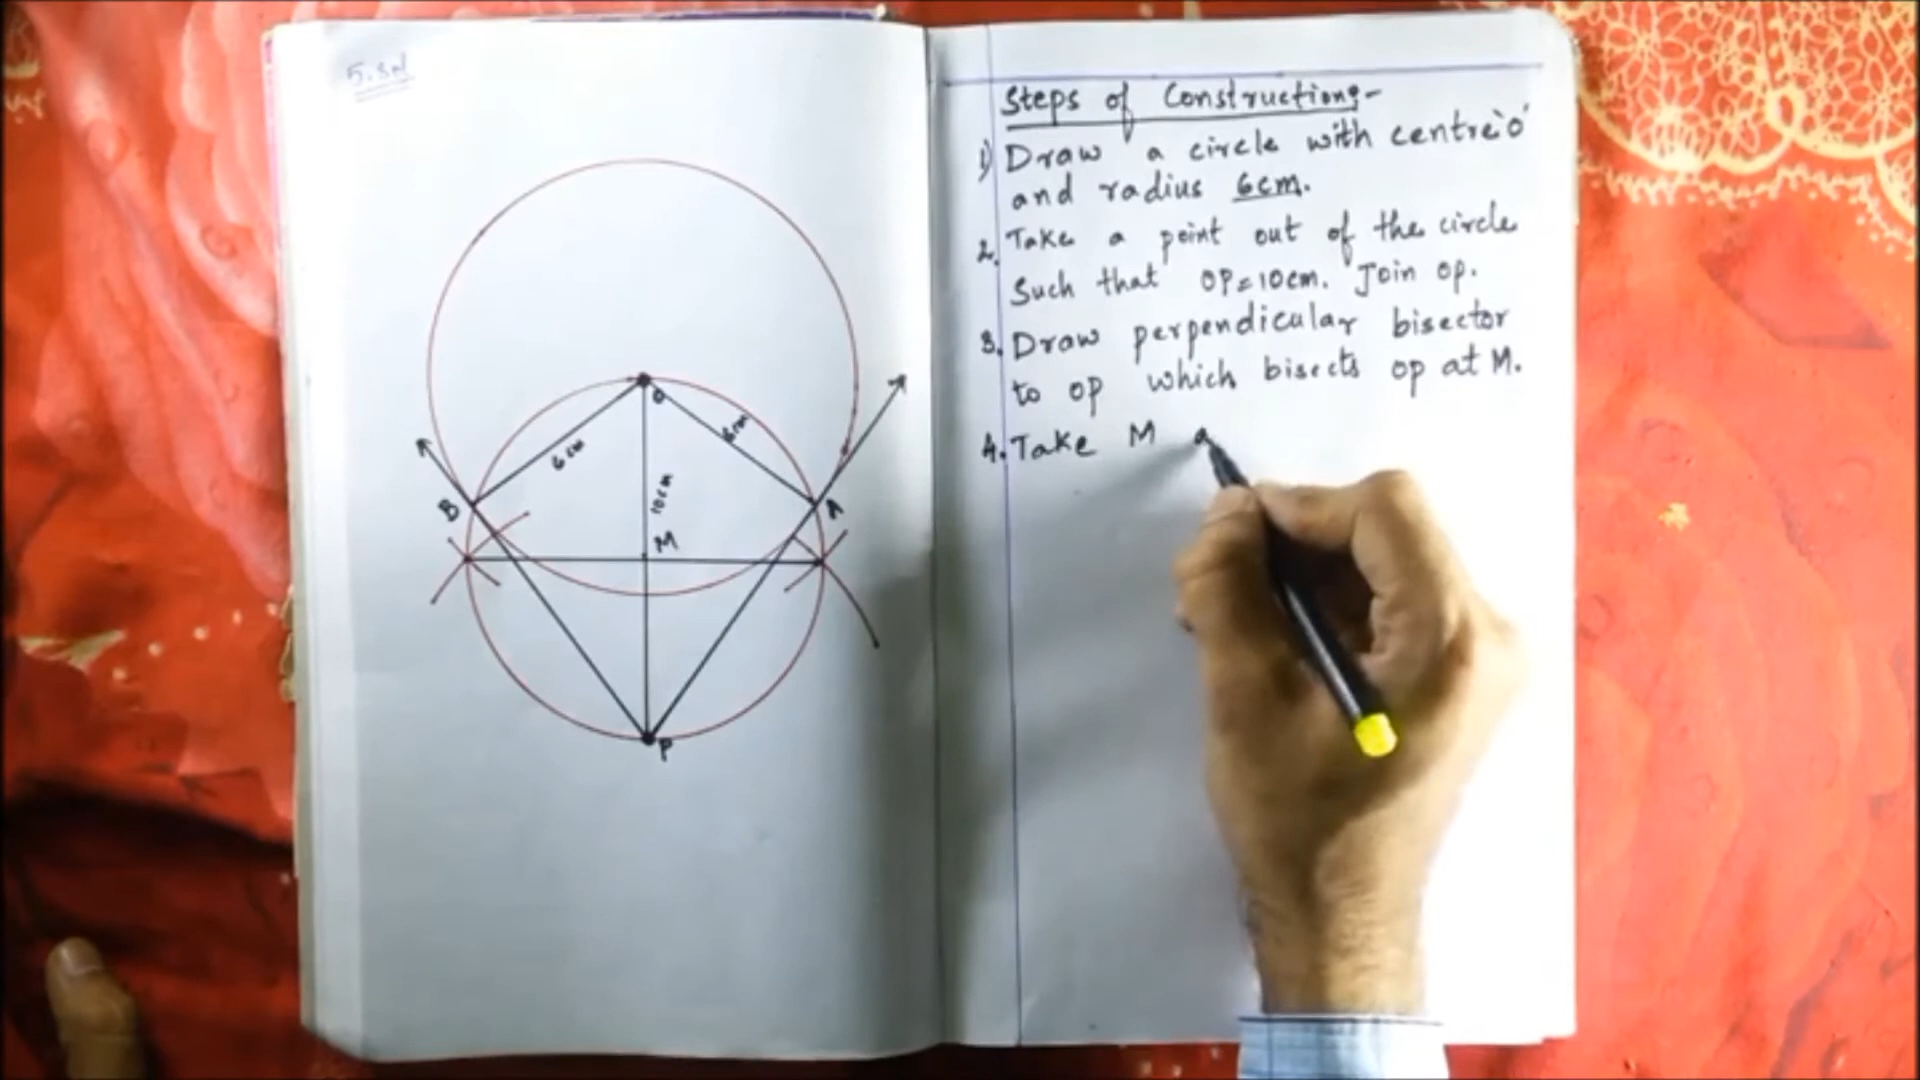 5.3d
O
6cm
6cm
10cm
B
A
M
P
Steps of Construction:-
1) Draw a circle with centre 'O'
and radius 6cm.
2. Take a point out of the circle
Such that OP=10cm. Join op.
3. Draw perpendicular bisector
to op which bisects op at M.
4. Take M a